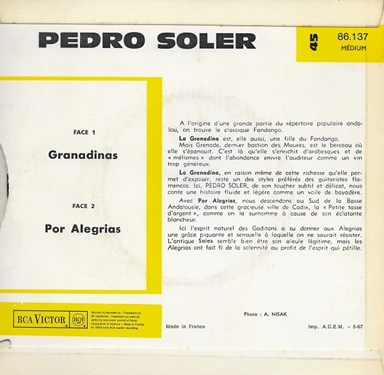 PEDRO SOLER
45
86.137
MÉDIUM
FACE 1
Granadinas
FACE 2
Por Alegrias
A l'origine d'une grande partie du répertoire populaire anda-
lou, on trouve le classique Fandango.
La Granadina est, elle aussi, une fille du Fandango.
Mais Grenade, dernier bastion des Maures, est le berceau où
elle s'épanouit. C'est là qu'elle s'enrichit d'arabesques et de
« mélismes » dont l'abondance enivre l'auditeur comme un vin
trop généreux.
La Granadina, en raison même de cette richesse qu'elle per-
met d'exposer, reste un des styles préférés des guitaristes fla-
mencos. Ici, PEDRO SOLER, de son toucher subtil et délicat, nous
conte une histoire fluide et légère comme un voile de bayadère.
Avec Por Alegrias, nous descendons au Sud de la Basse
Andalousie, dans cette gracieuse ville de Cadix, la « Petite tasse
d'argent », comme on la surnomme à cause de son éclatante
blancheur.
Ici l'esprit naturel des Gaditans a su donner aux Alegrias
une grâce piquante et sensuelle à laquelle on ne saurait résister.
L'antique Solea semble bien être son aïeule légitime, mais les
Alegrias ont fait fi de la solennité au profit de l'esprit qui pétille.
Photo : A. NISAK
RCA VICTOR
RCA
Made in France
Imp. A.G.E.M. - 6-67